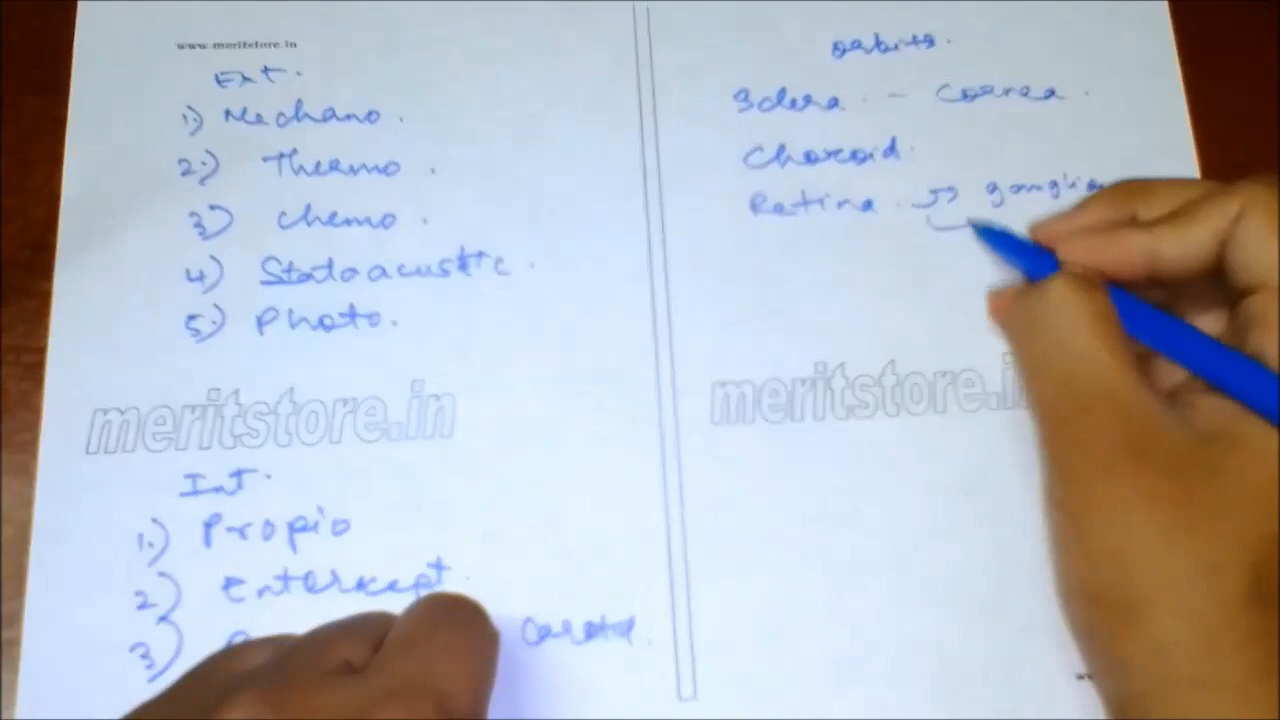 www.meritstore.in
Ext.
1.) Mechano.
2.) Thermo.
3) chemo.
4) Statoacustic.
5.) Photo.
meritstore.in
Int.
1.) Propio
2)
3) Carotd.
orbits.
Sclera. - Cornea.
Choroid.
Retina.
meritstore.in